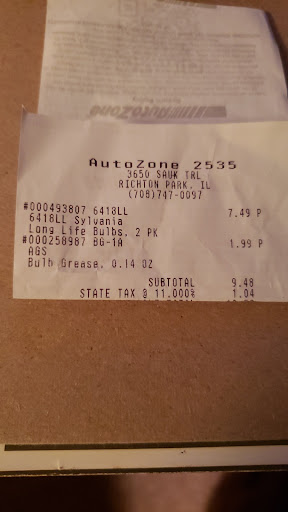 AutoZone
AutoZone 2535
3650 SAUK TRL
RICHTON PARK, IL
(708)747-0097
#000493807 6418LL 7.49 P
6418LL Sylvania
Long Life Bulbs, 2 PK
#000258987 BG-1A 1.99 P
AGS
Bulb Grease, 0.14 OZ
SUBTOTAL 9.48
STATE TAX @ 11.000% 1.04